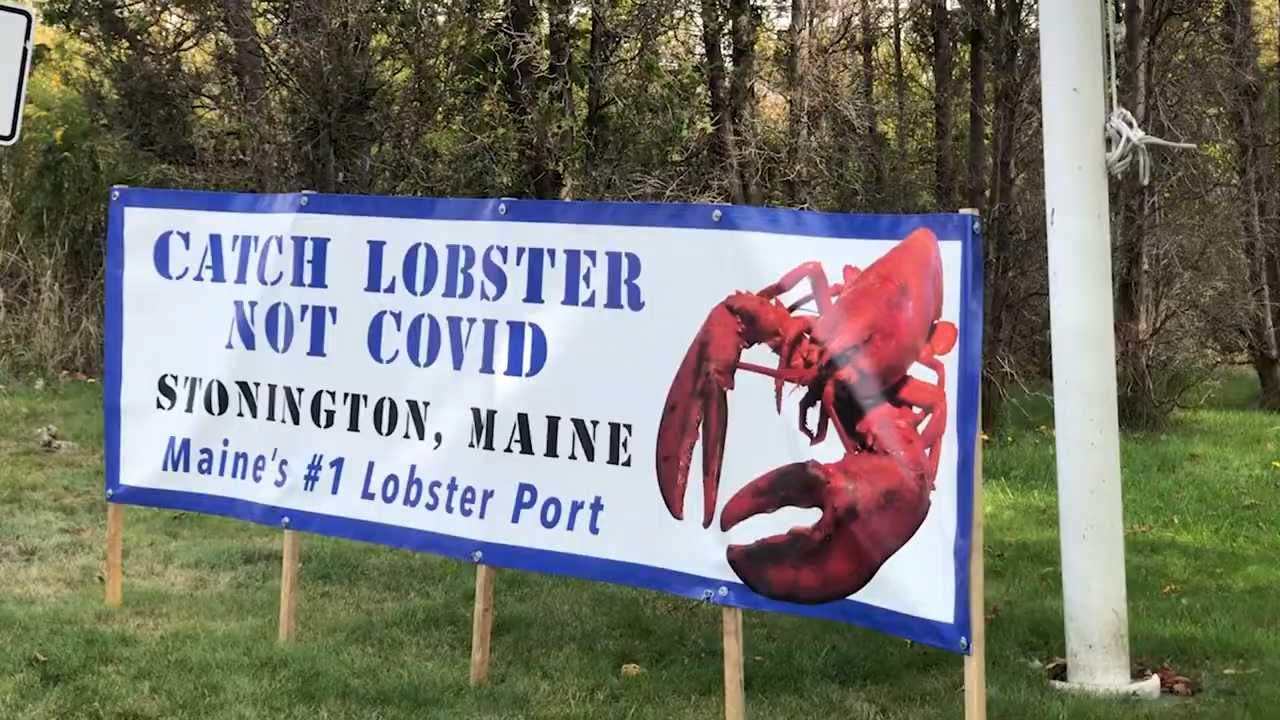 CATCH LOBSTER
NOT COVID
STONINGTON, MAINE
Maine's #1 Lobster Port